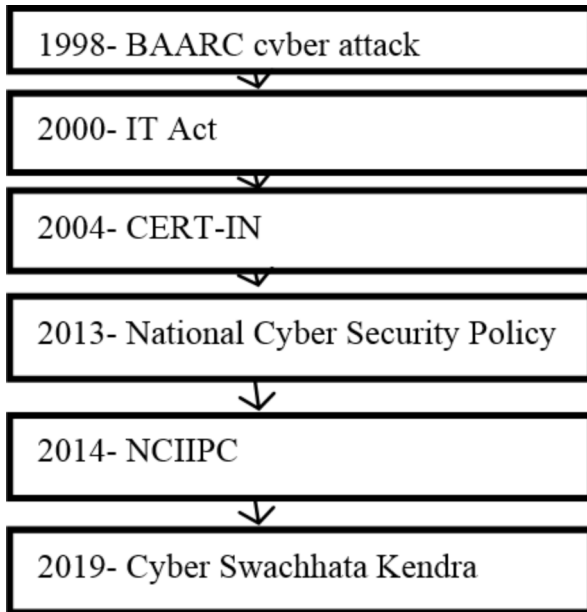 1998- BAARC cyber attack
2000- IT Act
2004- CERT-IN
2013- National Cyber Security Policy
2014- NCIIPC
2019- Cyber Swachhata Kendra